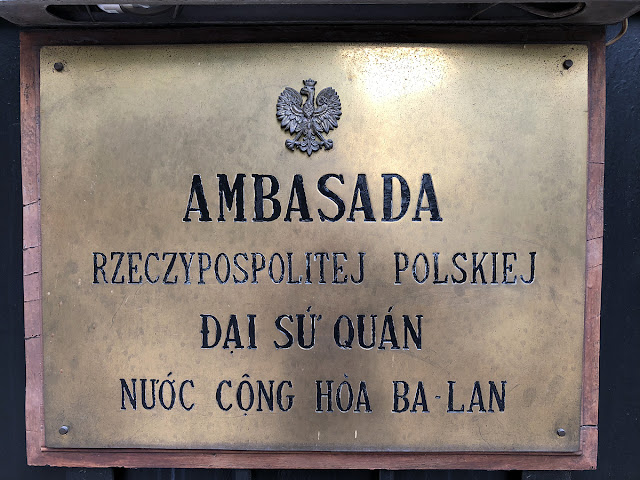 AMBASADA
RZECZYPOSPOLITEJ POLSKIEJ
ĐẠI SỨ QUÁN
NƯỚC CỘNG HÒA BA-LAN